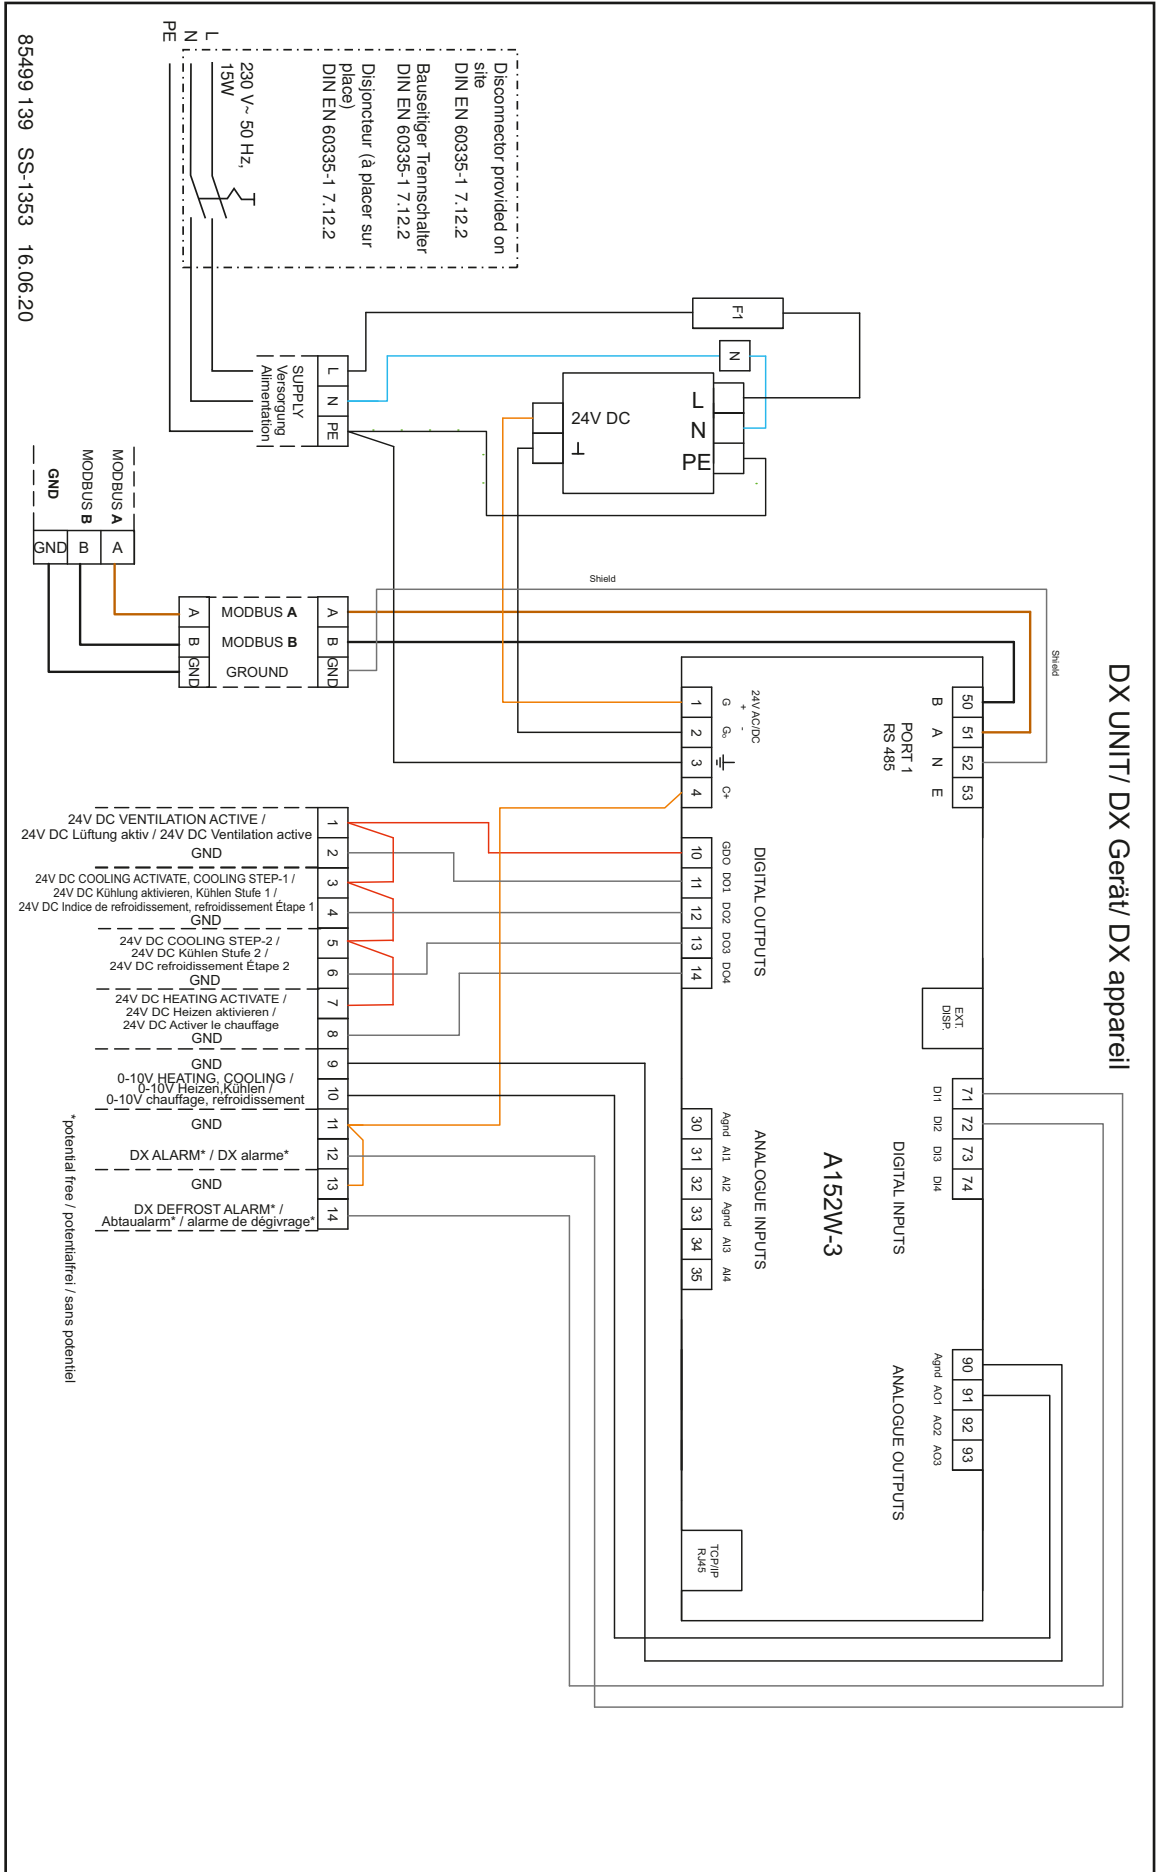 DX UNIT/ DX Gerät/ DX appareil
Disconnector provided on
site
DIN EN 60335-1 7.12.2
Bauseitiger Trennschalter
DIN EN 60335-1 7.12.2
Disjoncteur (à placer sur
place)
DIN EN 60335-1 7.12.2
230 V~ 50 Hz,
15W
L
N
PE
F1
N
L
N
PE
24V DC
⊥
L
N
PE
SUPPLY
Versorgung
Alimentation
MODBUS A
MODBUS B
GND
A
B
GND
A
B
GND
MODBUS A
MODBUS B
GROUND
A
B
GND
Shield
Shield
50
51
52
53
B
A
N
E
PORT 1
RS 485
1
2
3
4
G
G₀
C+
+
-
24V AC/DC
10
11
12
13
14
GDO
DO1
DO2
DO3
DO4
DIGITAL OUTPUTS
EXT.
DISP.
71
72
73
74
DI1
DI2
DI3
DI4
DIGITAL INPUTS
A152W-3
30
31
32
33
34
35
Agnd
AI1
AI2
Agnd
AI3
AI4
ANALOGUE INPUTS
90
91
92
93
Agnd
AO1
AO2
AO3
ANALOGUE OUTPUTS
TCP/IP
RJ45
24V DC VENTILATION ACTIVE /
24V DC Lüftung aktiv / 24V DC Ventilation active
1
GND
2
24V DC COOLING ACTIVATE, COOLING STEP-1 /
24V DC Kühlung aktivieren, Kühlen Stufe 1 /
24V DC Indice de refroidissement, refroidissement Étape 1
3
GND
4
24V DC COOLING STEP-2 /
24V DC Kühlen Stufe 2 /
24V DC refroidissement Étape 2
5
GND
6
24V DC HEATING ACTIVATE /
24V DC Heizen aktivieren /
24V DC Activer le chauffage
7
GND
8
GND
9
0-10V HEATING, COOLING /
0-10V Heizen,Kühlen /
0-10V chauffage, refroidissement
10
GND
11
DX ALARM* / DX alarme*
12
GND
13
DX DEFROST ALARM* /
Abtaualarm* / alarme de dégivrage*
14
*potential free / potentialfrei / sans potentiel
85499 139 SS-1353 16.06.20